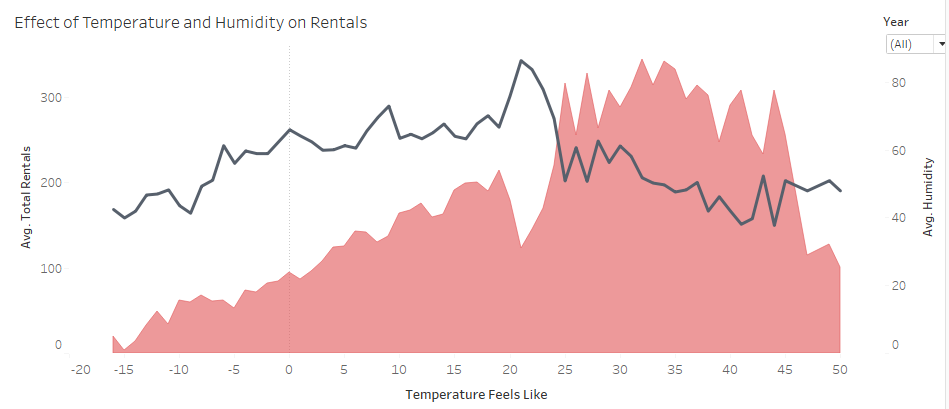 Effect of Temperature and Humidity on Rentals
Year
(All)
Avg. Total Rentals
300
200
100
0
Avg. Humidity
80
60
40
20
0
-20 -15 -10 -5 0 5 10 15 20 25 30 35 40 45 50
Temperature Feels Like